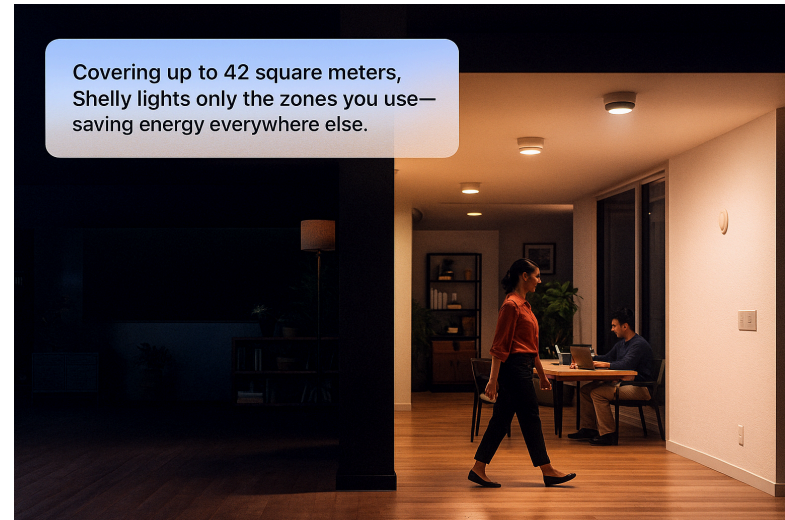 Covering up to 42 square meters,
Shelly lights only the zones you use—
saving energy everywhere else.